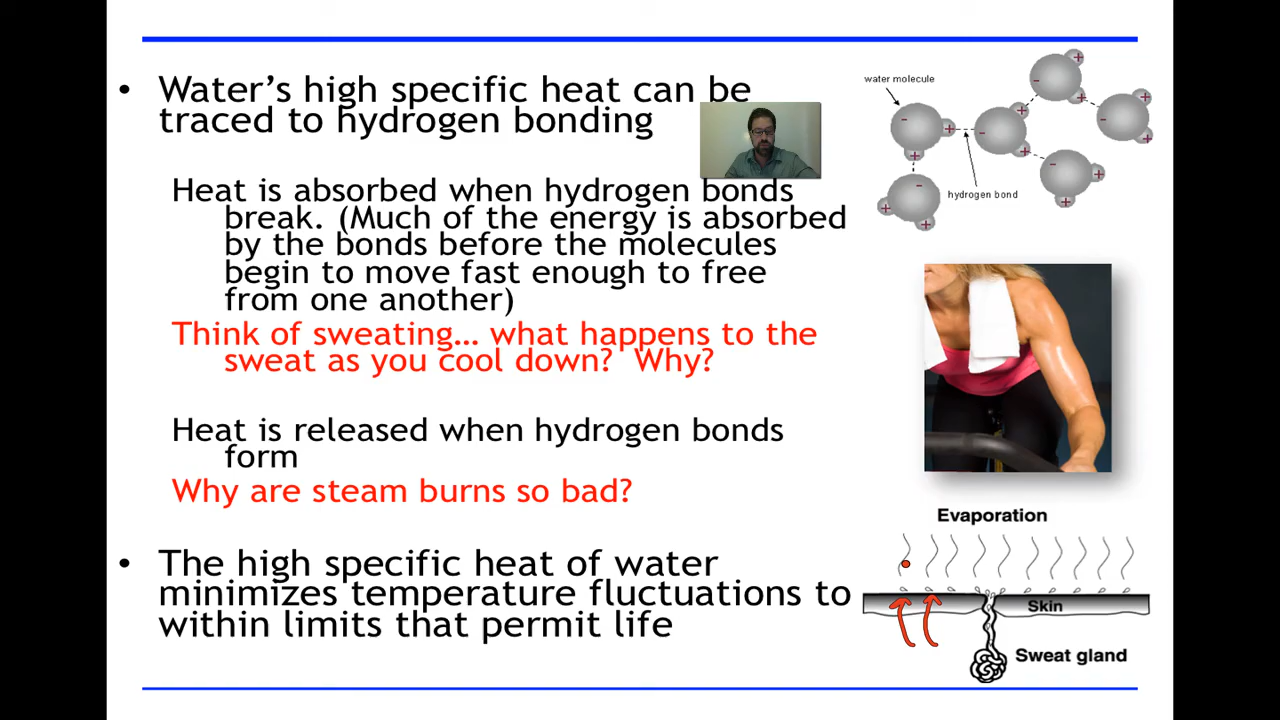 • Water’s high specific heat can be
traced to hydrogen bonding
Heat is absorbed when hydrogen bonds
break. (Much of the energy is absorbed
by the bonds before the molecules
begin to move fast enough to free
from one another)
Think of sweating… what happens to the
sweat as you cool down? Why?
Heat is released when hydrogen bonds
form
Why are steam burns so bad?
• The high specific heat of water
minimizes temperature fluctuations to
within limits that permit life
water molecule
hydrogen bond
Evaporation
Skin
Sweat gland